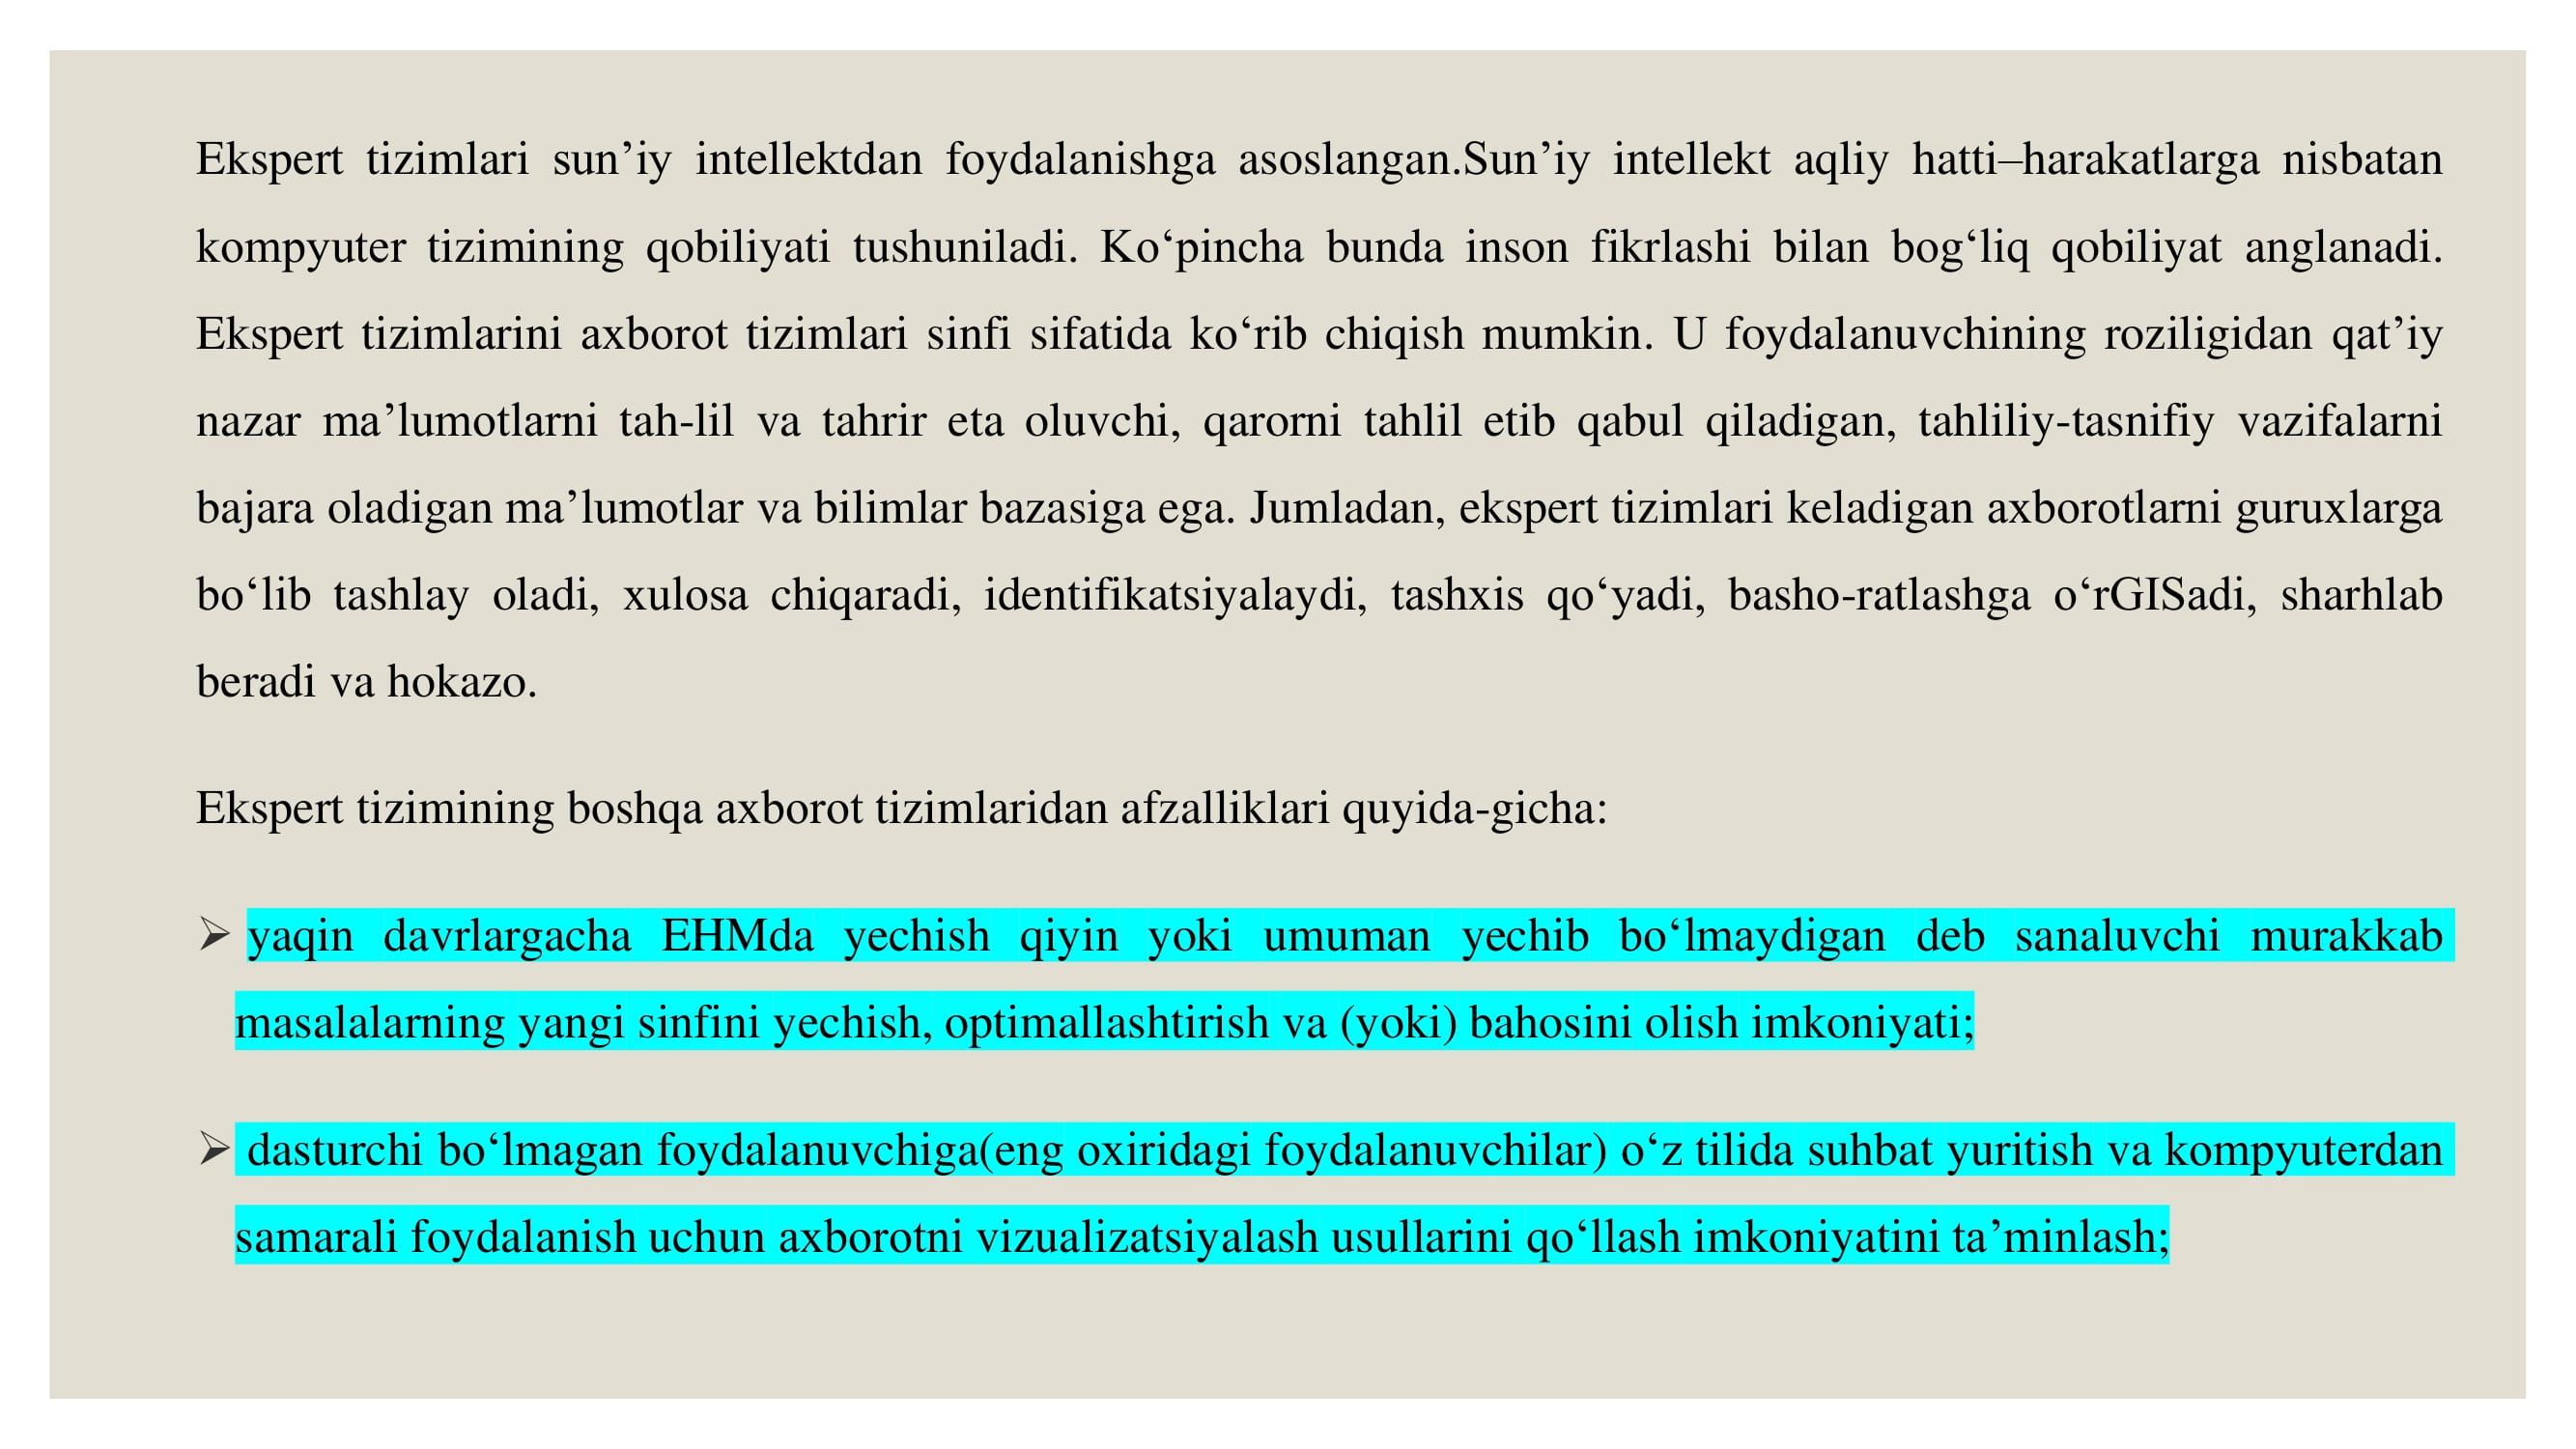 Ekspert tizimlari sun’iy intellektdan foydalanishga asoslangan.Sun’iy intellekt aqliy hatti–harakatlarga nisbatan
kompyuter tizimining qobiliyati tushuniladi. Ko‘pincha bunda inson fikrlashi bilan bog‘liq qobiliyat anglanadi.
Ekspert tizimlarini axborot tizimlari sinfi sifatida ko‘rib chiqish mumkin. U foydalanuvchining roziligidan qat’iy
nazar ma’lumotlarni tah-lil va tahrir eta oluvchi, qarorni tahlil etib qabul qiladigan, tahliliy-tasnifiy vazifalarni
bajara oladigan ma’lumotlar va bilimlar bazasiga ega. Jumladan, ekspert tizimlari keladigan axborotlarni guruxlarga
bo‘lib tashlay oladi, xulosa chiqaradi, identifikatsiyalaydi, tashxis qo‘yadi, basho-ratlashga o‘rGISadi, sharhlab
beradi va hokazo.
Ekspert tizimining boshqa axborot tizimlaridan afzalliklari quyida-gicha:
➢ yaqin davrlargacha EHMda yechish qiyin yoki umuman yechib bo‘lmaydigan deb sanaluvchi murakkab
masalalarning yangi sinfini yechish, optimallashtirish va (yoki) bahosini olish imkoniyati;
➢ dasturchi bo‘lmagan foydalanuvchiga(eng oxiridagi foydalanuvchilar) o‘z tilida suhbat yuritish va kompyuterdan
samarali foydalanish uchun axborotni vizualizatsiyalash usullarini qo‘llash imkoniyatini ta’minlash;